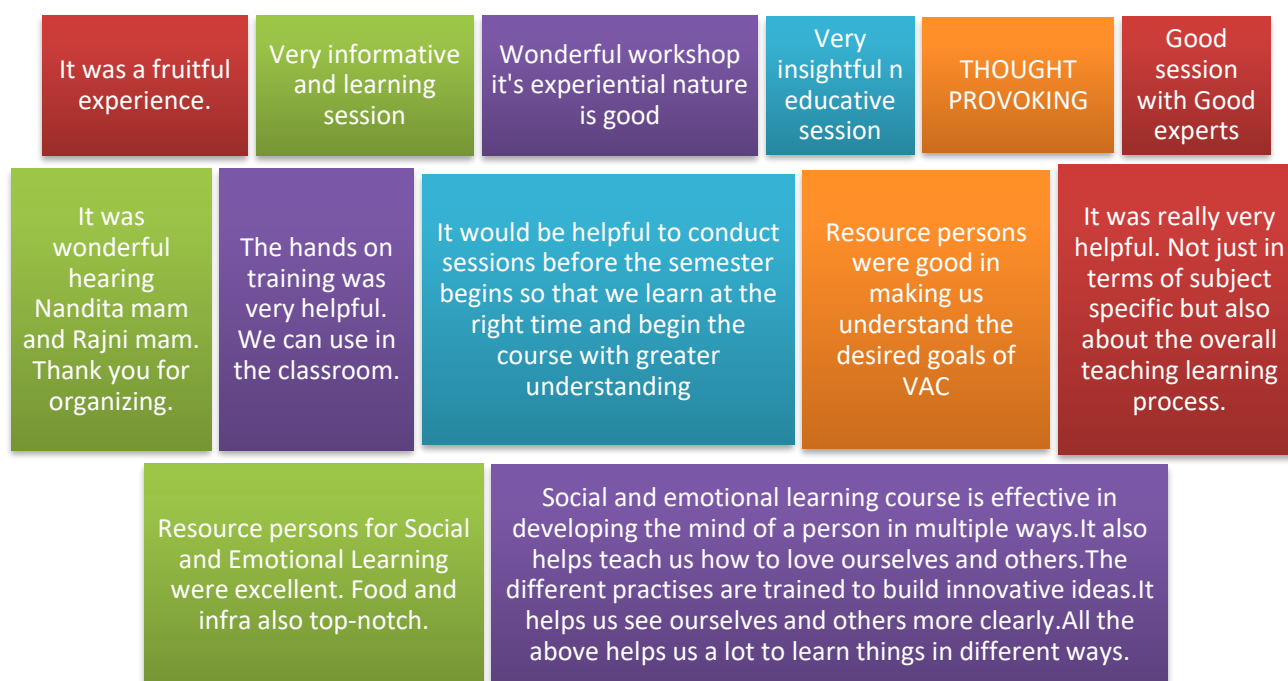 It was a fruitful
experience.
Very informative
and learning
session
Wonderful workshop
it's experiential nature
is good
Very
insightful n
educative
session
THOUGHT
PROVOKING
Good
session
with Good
experts
It was
wonderful
hearing
Nandita mam
and Rajni mam.
Thank you for
organizing.
The hands on
training was
very helpful.
We can use in
the classroom.
It would be helpful to conduct
sessions before the semester
begins so that we learn at the
right time and begin the
course with greater
understanding
Resource persons
were good in
making us
understand the
desired goals of
VAC
It was really very
helpful. Not just in
terms of subject
specific but also
about the overall
teaching learning
process.
Resource persons for Social
and Emotional Learning
were excellent. Food and
infra also top-notch.
Social and emotional learning course is effective in
developing the mind of a person in multiple ways.It also
helps teach us how to love ourselves and others.The
different practises are trained to build innovative ideas.It
helps us see ourselves and others more clearly.All the
above helps us a lot to learn things in different ways.